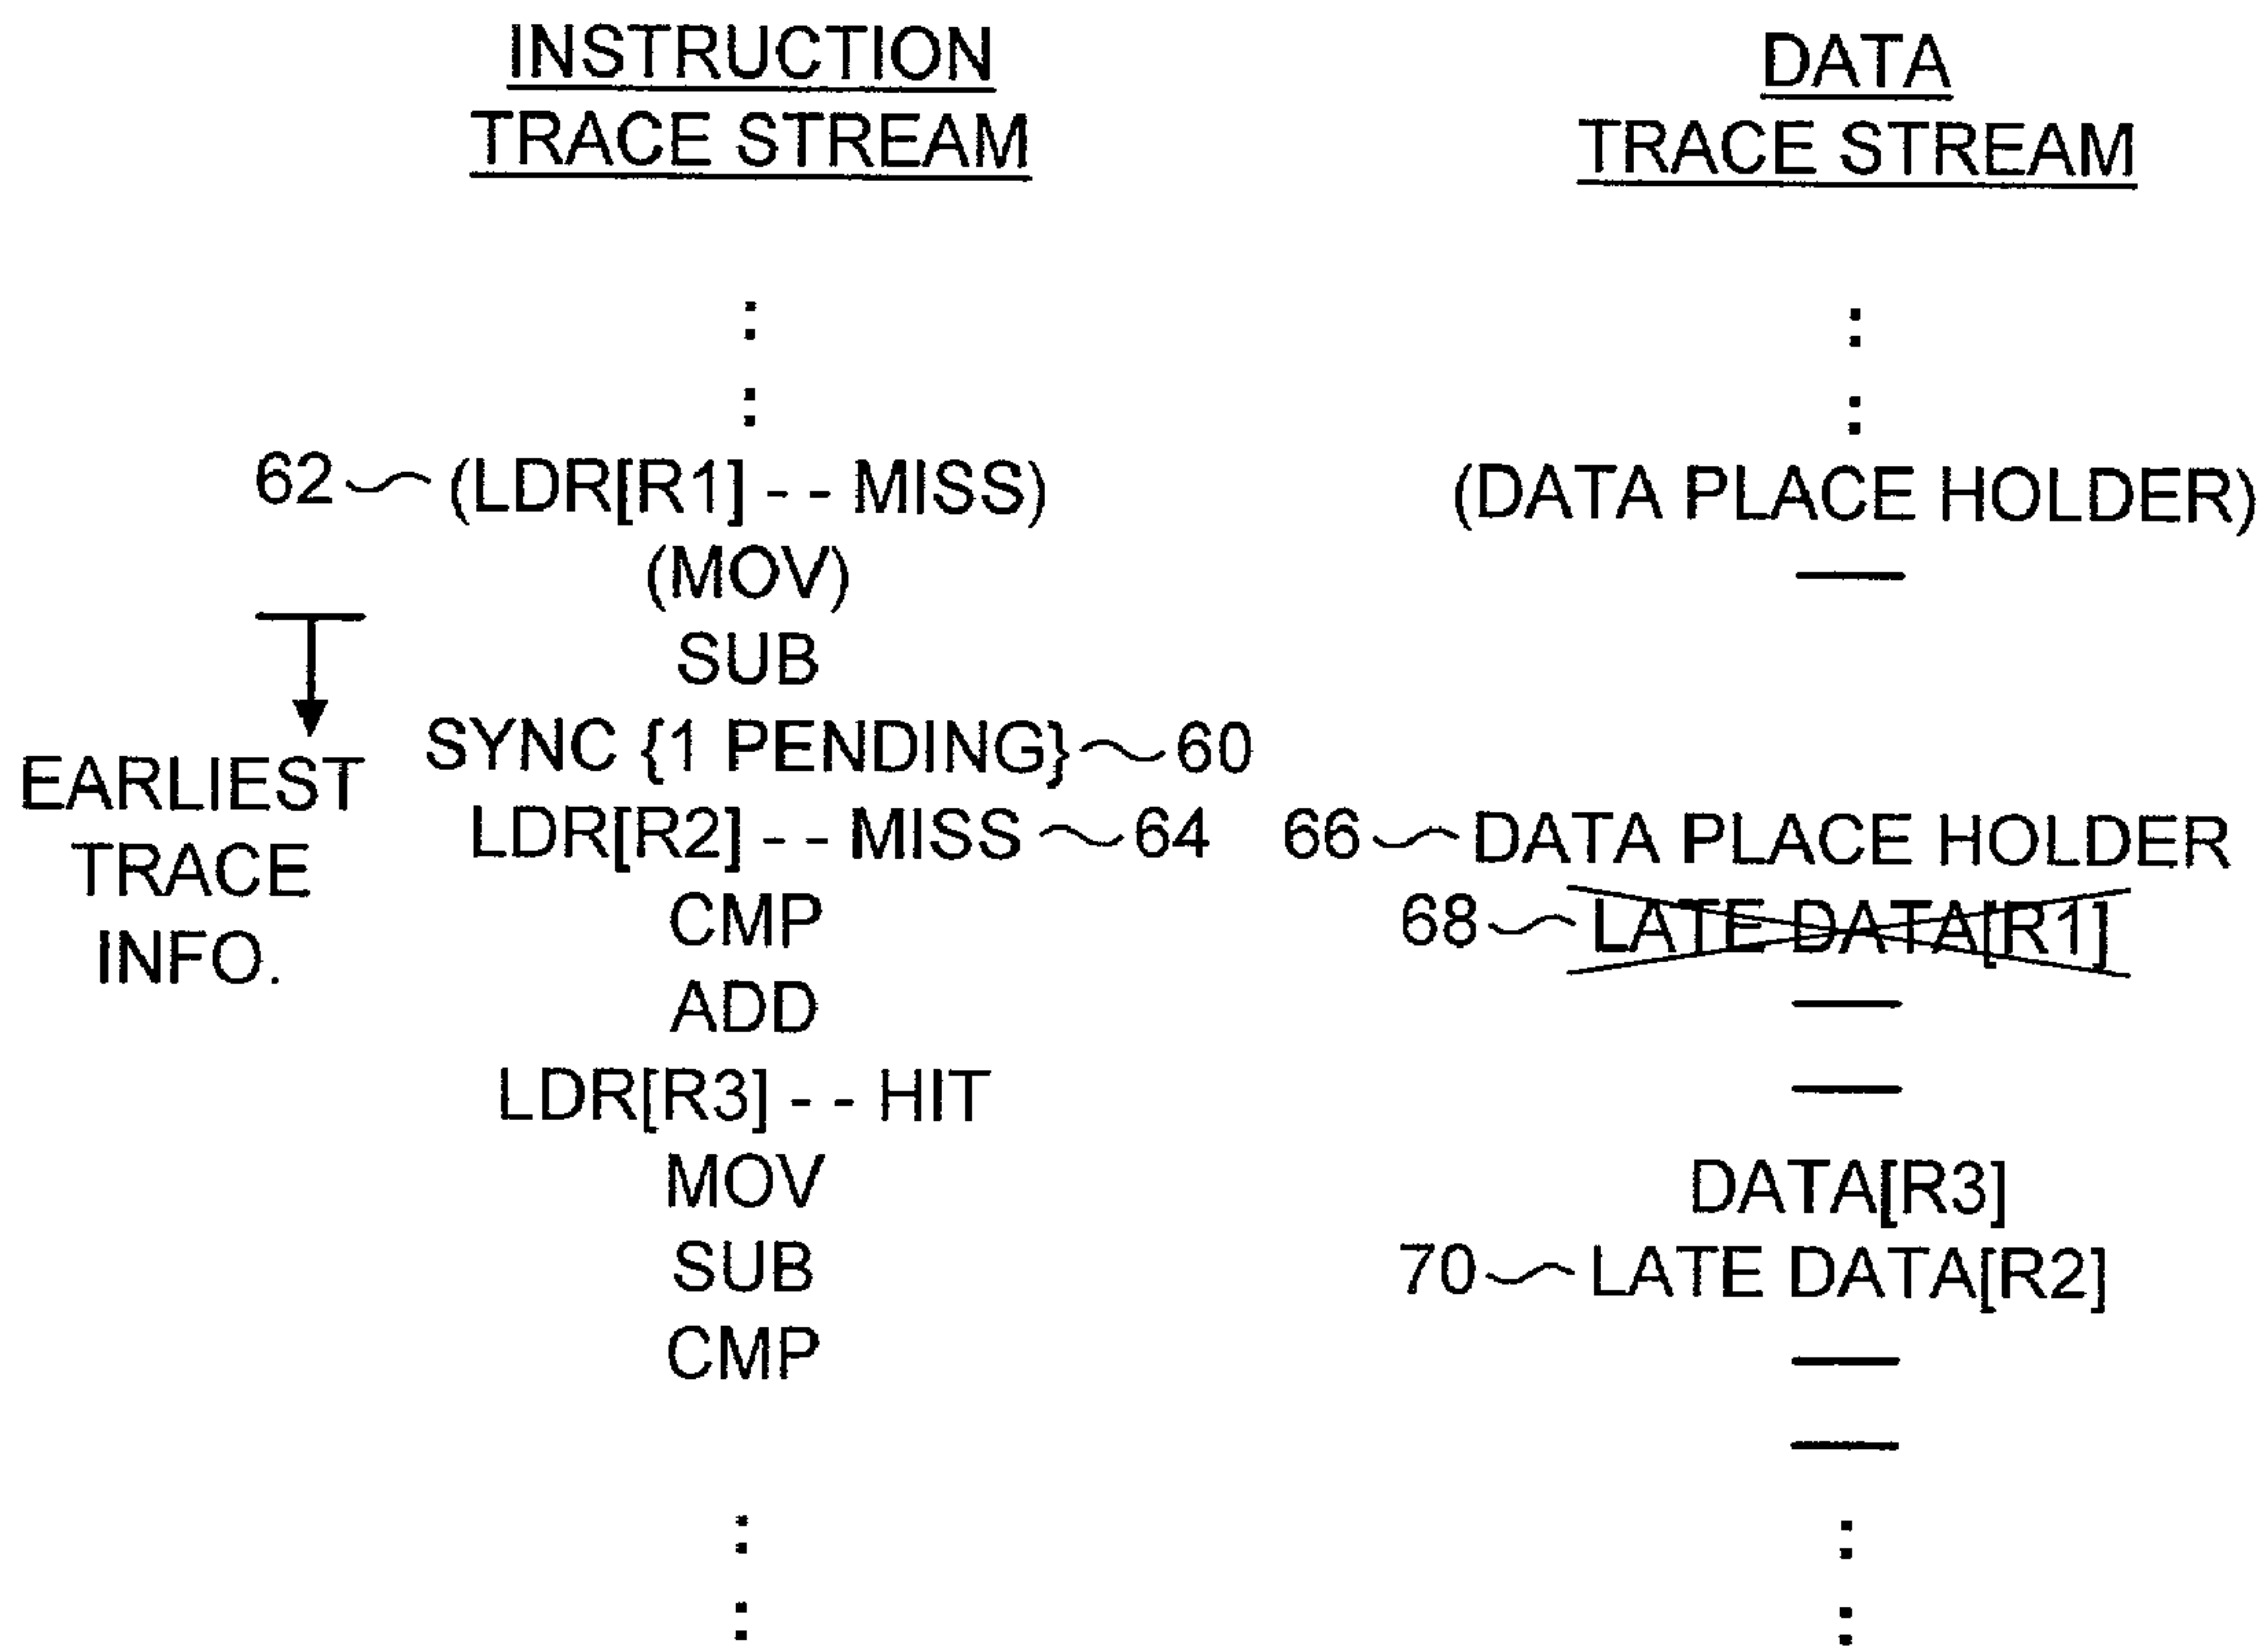 INSTRUCTION
TRACE STREAM
DATA
TRACE STREAM
:
:
:
:
62 (LDR[R1] - - MISS)
(DATA PLACE HOLDER)
(MOV)
—
SUB
SYNC {1 PENDING} 60
EARLIEST
TRACE
INFO.
LDR[R2] - - MISS 64
66 DATA PLACE HOLDER
CMP
68 LATE DATA[R1]
ADD
—
LDR[R3] - - HIT
—
MOV
DATA[R3]
SUB
70 LATE DATA[R2]
CMP
—
—
:
:
:
: